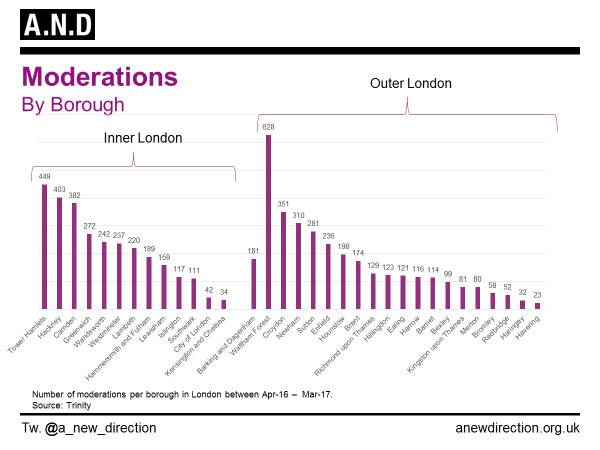 A.N.D
Moderations
By Borough
Outer London
Inner London
449
403
382
272
242
237
220
189
159
117
111
42
34
181
628
351
310
281
236
198
174
129
123
121
116
114
99
81
80
58
52
32
23
Tower Hamlets
Hackney
Camden
Greenwich
Wandsworth
Westminster
Lambeth
Hammersmith and Fulham
Lewisham
Islington
Southwark
City of London
Kensington and Chelsea
Barking and Dagenham
Waltham Forest
Croydon
Newham
Sutton
Enfield
Hounslow
Brent
Richmond upon Thames
Hillingdon
Ealing
Harrow
Barnet
Bexley
Kingston upon Thames
Merton
Bromley
Redbridge
Haringey
Havering
Number of moderations per borough in London between Apr-16 – Mar-17.
Source: Trinity
Tw. @a_new_direction
anewdirection.org.uk